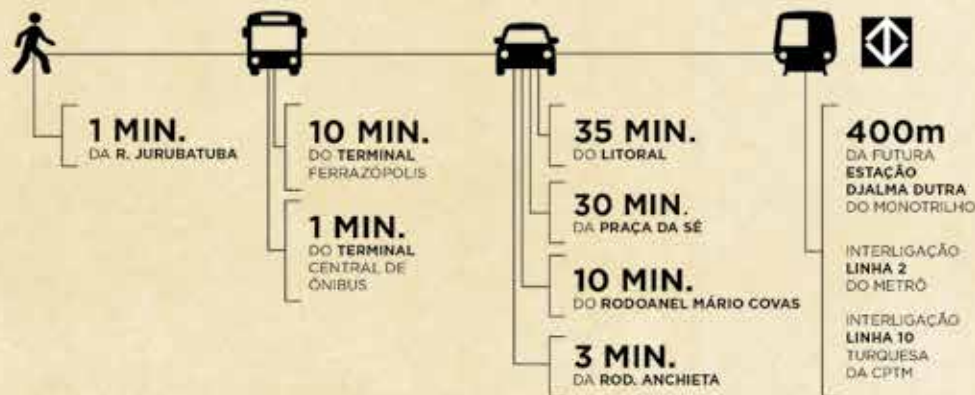 1 MIN.
DA R. JURUBATUBA
10 MIN.
DO TERMINAL
FERRAZÓPOLIS
1 MIN.
DO TERMINAL
CENTRAL DE
ÔNIBUS
35 MIN.
DO LITORAL
30 MIN.
DA PRAÇA DA SÉ
10 MIN.
DO RODOANEL MÁRIO COVAS
3 MIN.
DA ROD. ANCHIETA
400m
DA FUTURA
ESTAÇÃO
DJALMA DUTRA
DO MONOTRILHO
INTERLIGAÇÃO
LINHA 2
DO METRÔ
INTERLIGAÇÃO
LINHA 10
TURQUESA
DA CPTM